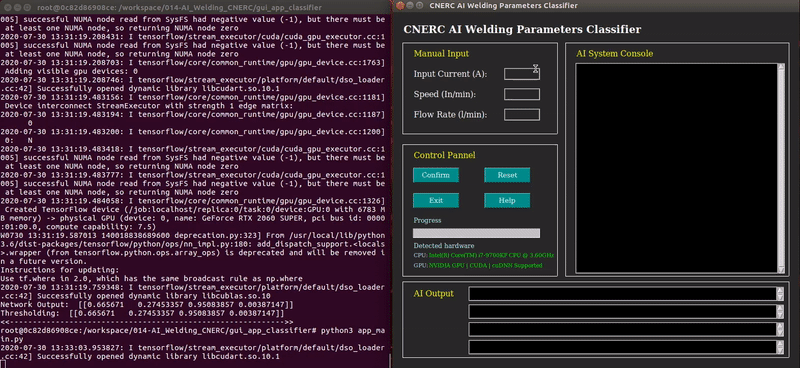 root@0c82d86908ce: /workspace/014-AI_Welding_CNERC/gui_app_classifier
005] successful NUMA node read from SysFS had negative value (-1), but there must be
at least one NUMA node, so returning NUMA node zero
2020-07-30 13:31:19.208431: I tensorflow/stream_executor/cuda/cuda_gpu_executor.cc:1
005] successful NUMA node read from SysFS had negative value (-1), but there must be
at least one NUMA node, so returning NUMA node zero
2020-07-30 13:31:19.208703: I tensorflow/core/common_runtime/gpu/gpu_device.cc:1763]
Adding visible gpu devices: 0
2020-07-30 13:31:19.208746: I tensorflow/stream_executor/platform/default/dso_loader
.cc:42] Successfully opened dynamic library libcudart.so.10.1
2020-07-30 13:31:19.483156: I tensorflow/core/common_runtime/gpu/gpu_device.cc:1181]
Device interconnect StreamExecutor with strength 1 edge matrix:
2020-07-30 13:31:19.483194: I tensorflow/core/common_runtime/gpu/gpu_device.cc:1187]
0
2020-07-30 13:31:19.483200: I tensorflow/core/common_runtime/gpu/gpu_device.cc:1200]
0: N
2020-07-30 13:31:19.483418: I tensorflow/stream_executor/cuda/cuda_gpu_executor.cc:1
005] successful NUMA node read from SysFS had negative value (-1), but there must be
at least one NUMA node, so returning NUMA node zero
2020-07-30 13:31:19.483777: I tensorflow/stream_executor/cuda/cuda_gpu_executor.cc:1
005] successful NUMA node read from SysFS had negative value (-1), but there must be
at least one NUMA node, so returning NUMA node zero
2020-07-30 13:31:19.484058: I tensorflow/core/common_runtime/gpu/gpu_device.cc:1326]
Created TensorFlow device (/job:localhost/replica:0/task:0/device:GPU:0 with 6783 M
B memory) -> physical GPU (device: 0, name: GeForce RTX 2060 SUPER, pci bus id: 0000
:01:00.0, compute capability: 7.5)
W0730 13:31:19.587013 140018838689600 deprecation.py:323] From /usr/local/lib/python
3.6/dist-packages/tensorflow/python/ops/nn_impl.py:180: add_dispatch_support.<locals
>.wrapper (from tensorflow.python.ops.array_ops) is deprecated and will be removed i
n a future version.
Instructions for updating:
Use tf.where in 2.0, which has the same broadcast rule as np.where
2020-07-30 13:31:19.759348: I tensorflow/stream_executor/platform/default/dso_loader
.cc:42] Successfully opened dynamic library libcublas.so.10
Network Output: [[0.665671 0.27453357 0.95083857 0.00387147]]
Thresholding: [[0.665671 0.27453357 0.95083857 0.00387147]]
<<------------------------------------------------------->>
root@0c82d86908ce:/workspace/014-AI_Welding_CNERC/gui_app_classifier# python3 app_ma
in.py
2020-07-30 13:33:03.953827: I tensorflow/stream_executor/platform/default/dso_loader
.cc:42] Successfully opened dynamic library libcudart.so.10.1
CNERC AI Welding Parameters Classifier
CNERC AI Welding Parameters Classifier
Manual Input
Input Current (A):
Speed (In/min):
Flow Rate (l/min):
Control Pannel
Confirm Reset
Exit Help
Progress
Detected hardware
CPU: Intel(R) Core(TM) i7-9700KF CPU @ 3.60GHz
GPU: NVIDIA GPU | CUDA | cuDNN Supported
AI System Console
AI Output